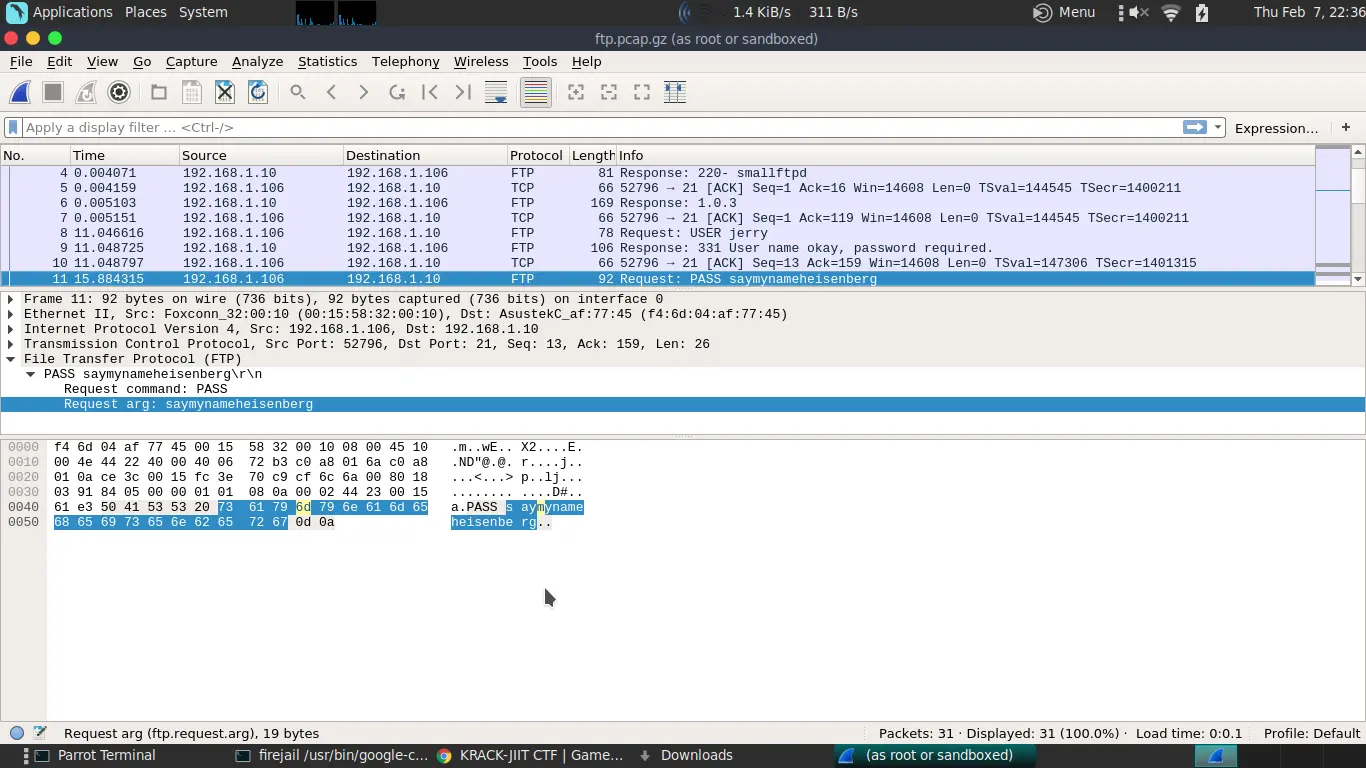 Applications Places System 1.4 KiB/s 311 B/s Menu Thu Feb 7, 22:36
ftp.pcap.gz (as root or sandboxed)
File Edit View Go Capture Analyze Statistics Telephony Wireless Tools Help
Apply a display filter … <Ctrl-/> Expression… +
No. Time Source Destination Protocol Length Info
4 0.004071 192.168.1.10 192.168.1.106 FTP 81 Response: 220- smallftpd
5 0.004159 192.168.1.106 192.168.1.10 TCP 66 52796 → 21 [ACK] Seq=1 Ack=16 Win=14608 Len=0 TSval=144545 TSecr=1400211
6 0.005103 192.168.1.10 192.168.1.106 FTP 169 Response: 1.0.3
7 0.005151 192.168.1.106 192.168.1.10 TCP 66 52796 → 21 [ACK] Seq=1 Ack=119 Win=14608 Len=0 TSval=144545 TSecr=1400211
8 11.046616 192.168.1.106 192.168.1.10 FTP 78 Request: USER jerry
9 11.048725 192.168.1.10 192.168.1.106 FTP 106 Response: 331 User name okay, password required.
10 11.048797 192.168.1.106 192.168.1.10 TCP 66 52796 → 21 [ACK] Seq=13 Ack=159 Win=14608 Len=0 TSval=147306 TSecr=1401315
11 15.884315 192.168.1.106 192.168.1.10 FTP 92 Request: PASS saymynameheisenberg
Frame 11: 92 bytes on wire (736 bits), 92 bytes captured (736 bits) on interface 0
Ethernet II, Src: Foxconn_32:00:10 (00:15:58:32:00:10), Dst: AsustekC_af:77:45 (f4:6d:04:af:77:45)
Internet Protocol Version 4, Src: 192.168.1.106, Dst: 192.168.1.10
Transmission Control Protocol, Src Port: 52796, Dst Port: 21, Seq: 13, Ack: 159, Len: 26
File Transfer Protocol (FTP)
PASS saymynameheisenberg\r\n
Request command: PASS
Request arg: saymynameheisenberg
0000 f4 6d 04 af 77 45 00 15 58 32 00 10 08 00 45 10 .m..wE.. X2....E.
0010 00 4e 44 22 40 00 40 06 72 b3 c0 a8 01 6a c0 a8 .ND"@.@. r....j..
0020 01 0a ce 3c 00 15 fc 3e 70 c9 cf 6c 6a 00 80 18 ...<...> p..lj...
0030 03 91 84 05 00 00 01 01 08 0a 00 02 44 23 00 15 ........ ....D#..
0040 61 e3 50 41 53 53 20 73 61 79 6d 79 6e 61 6d 65 a.PASS s aymyname
0050 68 65 69 73 65 6e 62 65 72 67 0d 0a heisenbe rg..
Request arg (ftp.request.arg), 19 bytes Packets: 31 · Displayed: 31 (100.0%) · Load time: 0:0.1 Profile: Default
Parrot Terminal firejail /usr/bin/google-c... KRACK-JIIT CTF | Game... Downloads (as root or sandboxed)